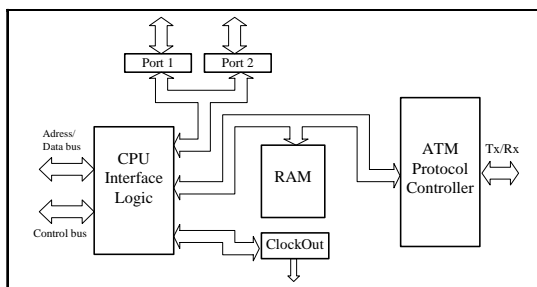 Port 1
Port 2
Adress/
Data bus
CPU
Interface
Logic
Control bus
RAM
ClockOut
ATM
Protocol
Controller
Tx/Rx